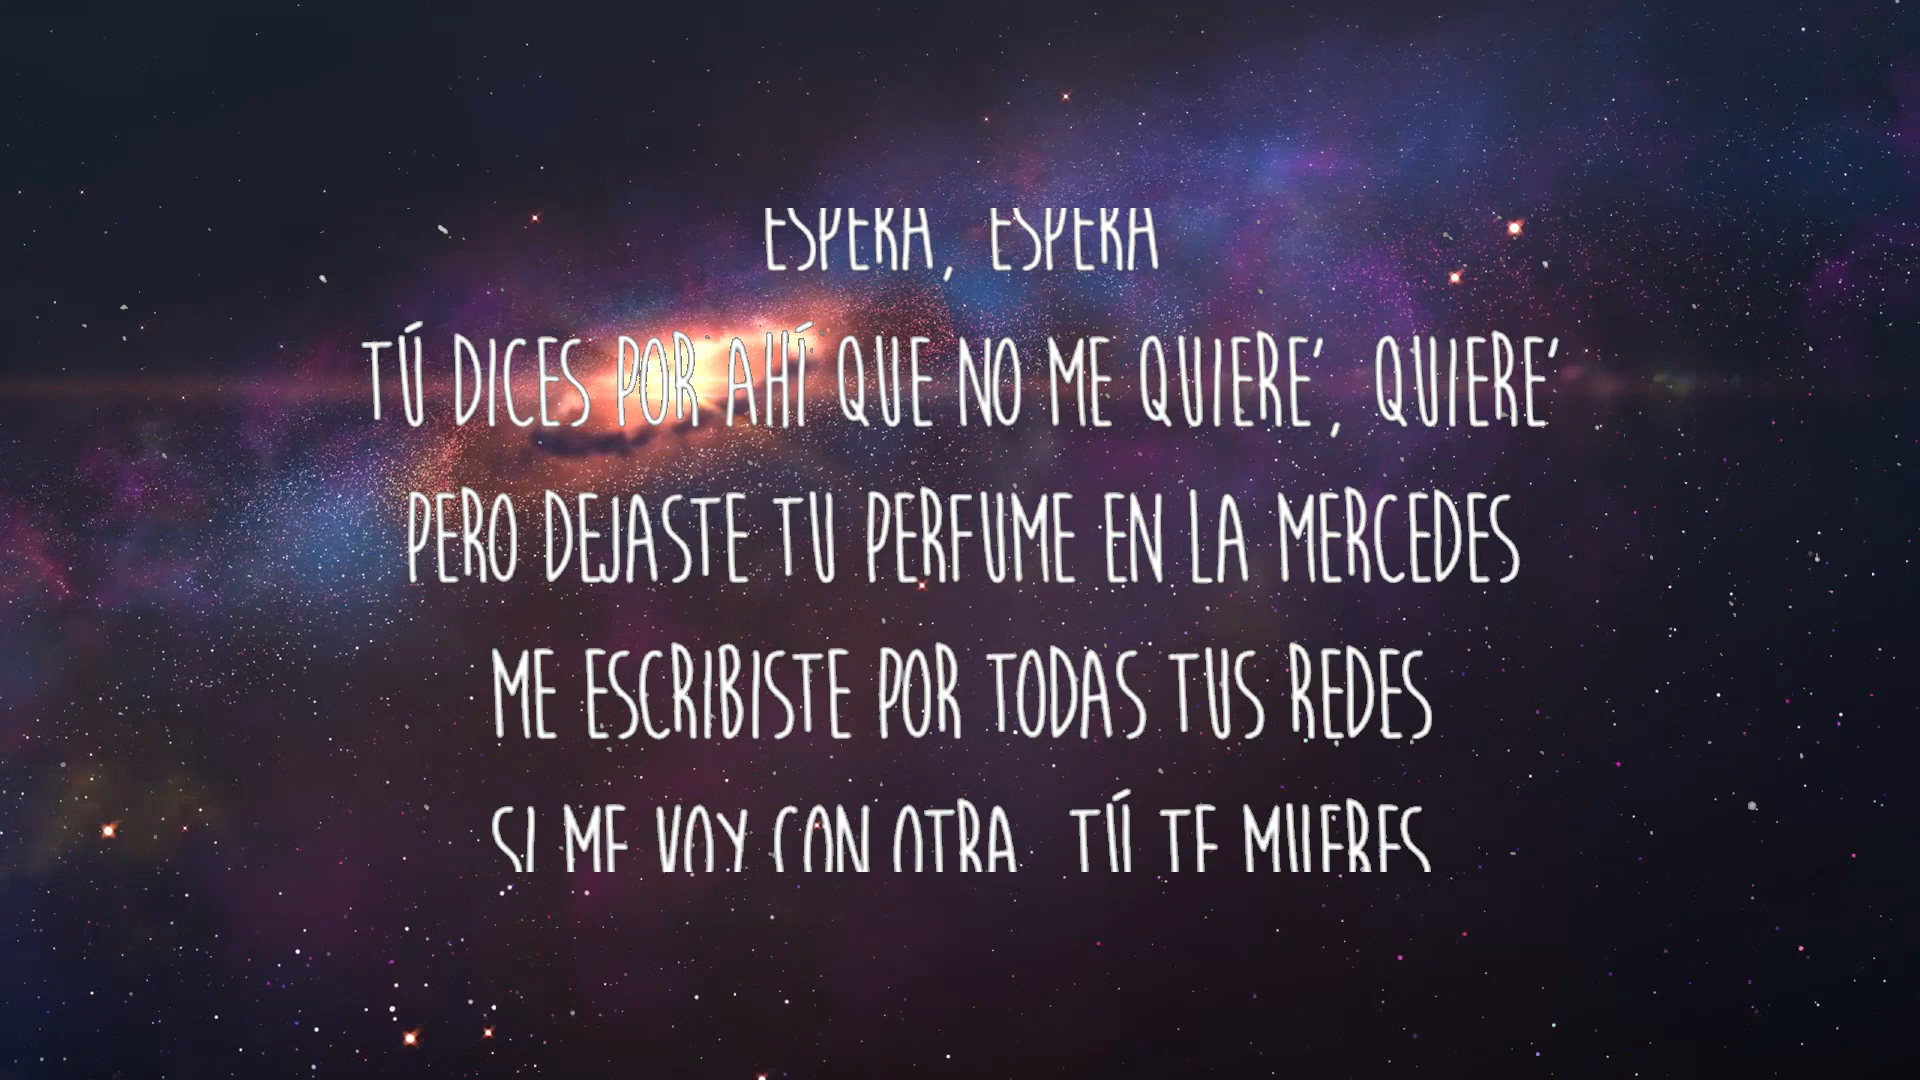 ESPERA, ESPERA
TÚ DICES POR AHÍ QUE NO ME QUIERE', QUIERE'
PERO DEJASTE TU PERFUME EN LA MERCEDES
ME ESCRIBISTE POR TODAS TUS REDES
SI ME VOY CON OTRA, TÚ TE MUERES